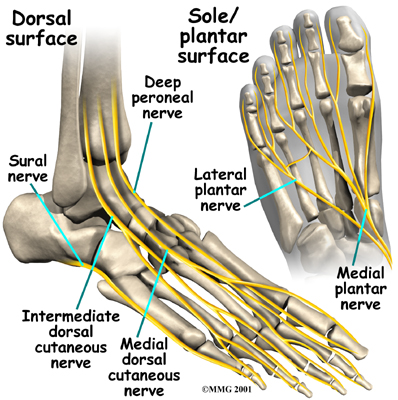 Dorsal
surface
Sole/
plantar
surface
Deep
peroneal
nerve
Sural
nerve
Lateral
plantar
nerve
Medial
plantar
nerve
Intermediate
dorsal
cutaneous
nerve
Medial
dorsal
cutaneous
nerve
©MMG 2001